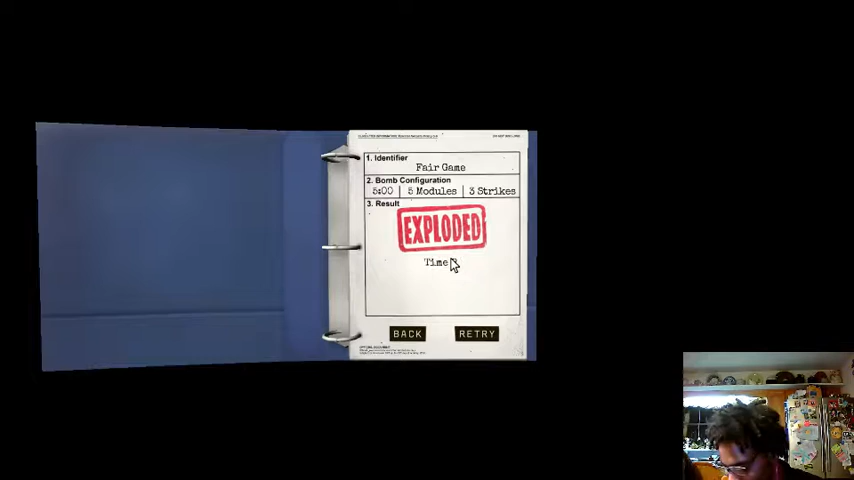 1. Identifier
Fair Game
2. Bomb Configuration
5:00 | 5 Modules | 3 Strikes
3. Result
EXPLODED
Time
BACK
RETRY